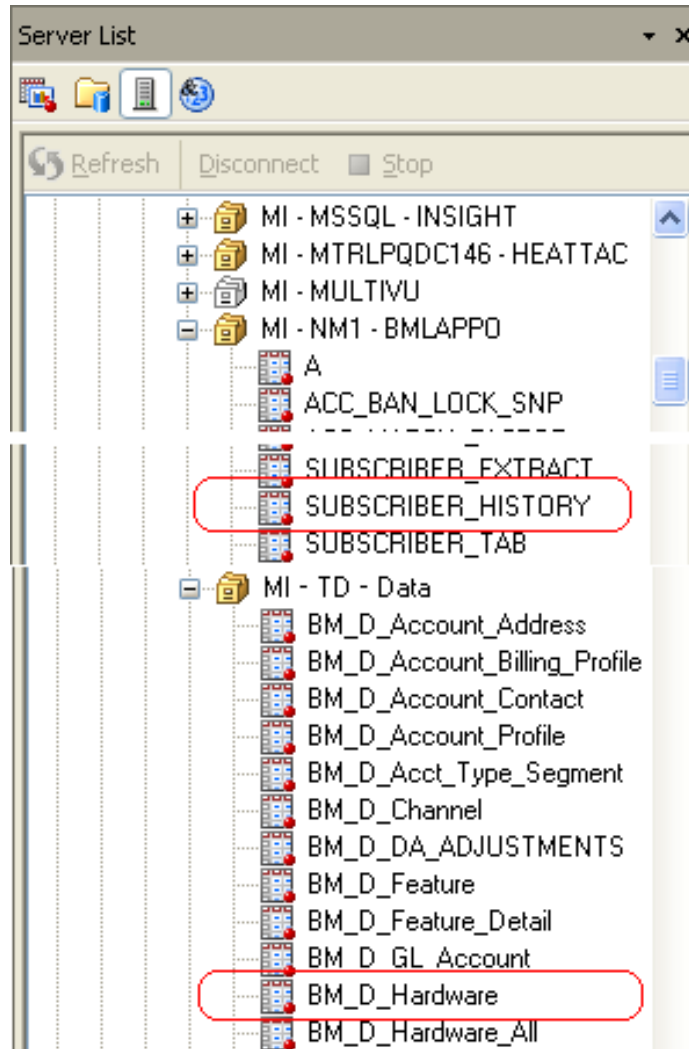 Server List
Refresh Disconnect Stop
MI - MSSQL - INSIGHT
MI - MTRLPQDC146 - HEATTAC
MI - MULTIVU
MI - NM1 - BMLAPPO
A
ACC_BAN_LOCK_SNP
SUBSCRIBER_EXTRACT
SUBSCRIBER_HISTORY
SUBSCRIBER_TAB
MI - TD - Data
BM_D_Account_Address
BM_D_Account_Billing_Profile
BM_D_Account_Contact
BM_D_Account_Profile
BM_D_Acct_Type_Segment
BM_D_Channel
BM_D_DA_ADJUSTMENTS
BM_D_Feature
BM_D_Feature_Detail
BM_D_GL_Account
BM_D_Hardware
BM_D_Hardware_All